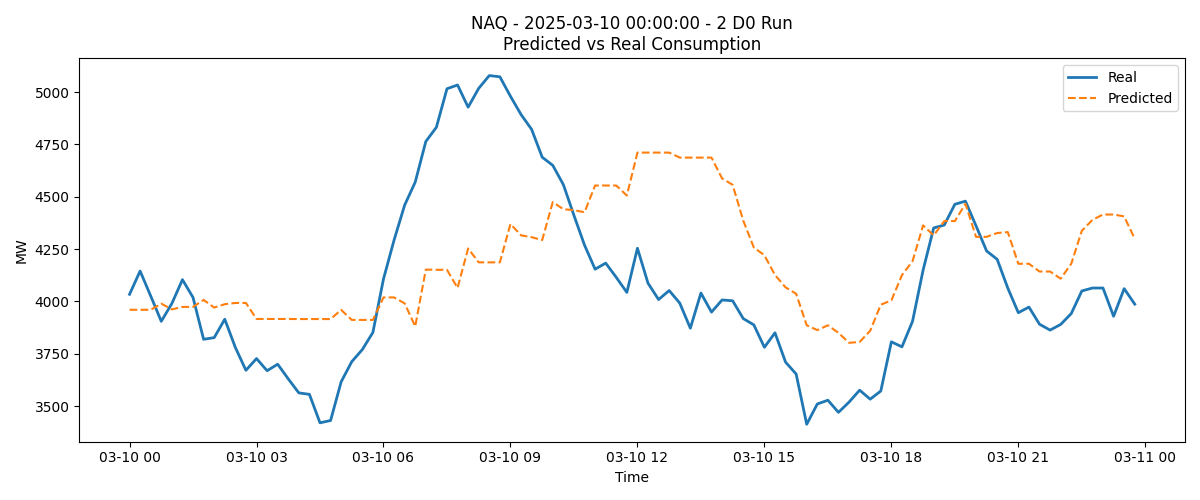 NAQ - 2025-03-10 00:00:00 - 2 D0 Run
Predicted vs Real Consumption
Real
Predicted
MW
5000
4750
4500
4250
4000
3750
3500
03-10 00
03-10 03
03-10 06
03-10 09
03-10 12
03-10 15
03-10 18
03-10 21
03-11 00
Time